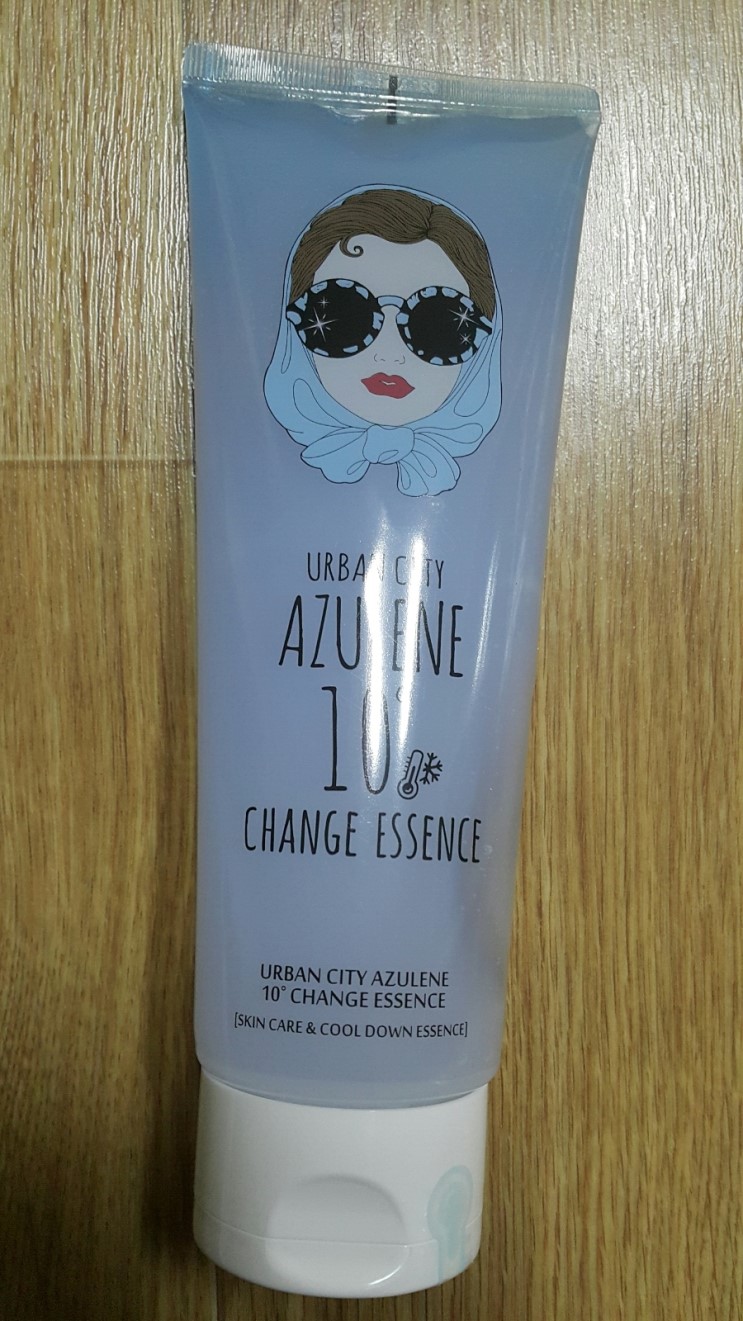 URBAN CITY
AZULENE
10°
CHANGE ESSENCE
URBAN CITY AZULENE
10° CHANGE ESSENCE
[SKIN CARE & COOL DOWN ESSENCE]